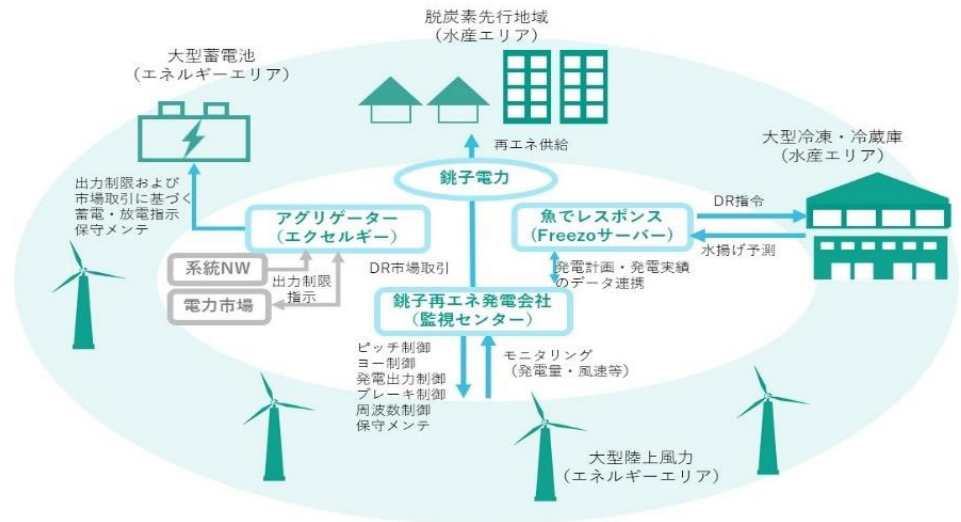 脱炭素先行地域
（水産エリア）
大型蓄電池
（エネルギーエリア）
大型冷凍・冷蔵庫
（水産エリア）
再エネ供給
銚子電力
出力制限および
市場取引に基づく
蓄電・放電指示
保守メンテ
アグリゲーター
（エクセルギー）
魚でレスポンス
（Freezoサーバー）
DR指令
水揚げ予測
系統NW
出力制限
指示
電力市場
DR市場取引
発電計画・発電実績
のデータ連携
銚子再エネ発電会社
（監視センター）
ピッチ制御
ヨー制御
発電出力制御
ブレーキ制御
周波数制御
保守メンテ
モニタリング
（発電量・風速等）
大型陸上風力
（エネルギーエリア）